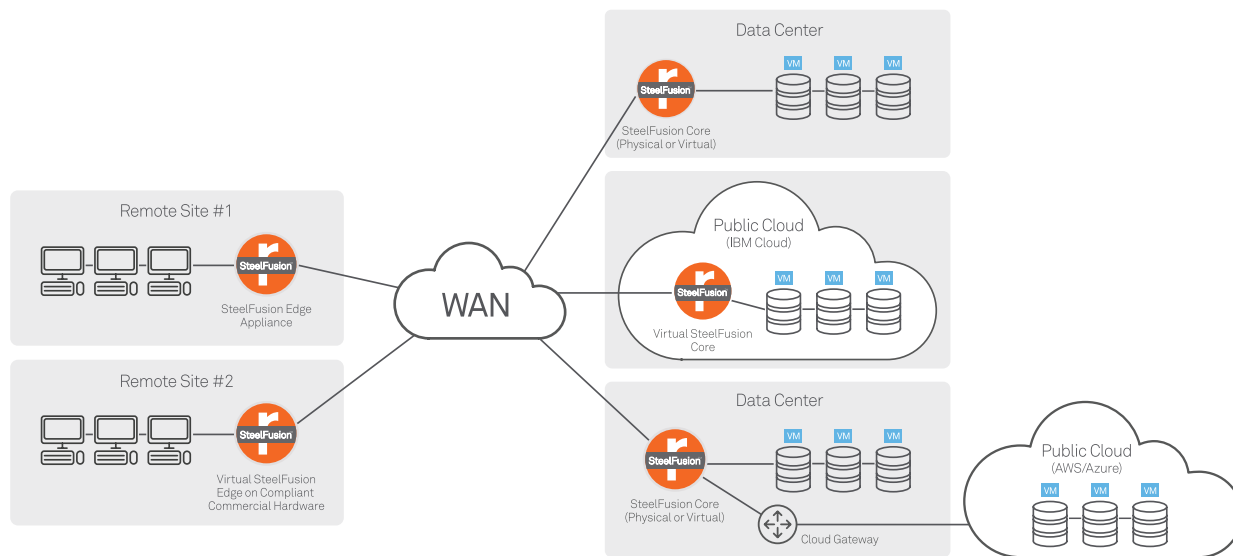 Remote Site #1
SteelFusion
SteelFusion Edge
Appliance
Remote Site #2
SteelFusion
Virtual SteelFusion
Edge on Compliant
Commercial Hardware
WAN
Data Center
VM VM VM
SteelFusion
SteelFusion Core
(Physical or Virtual)
Public Cloud
(IBM Cloud)
VM VM VM
SteelFusion
Virtual SteelFusion
Core
Data Center
VM VM VM
SteelFusion
SteelFusion Core
(Physical or Virtual)
Cloud Gateway
Public Cloud
(AWS/Azure)
VM VM VM